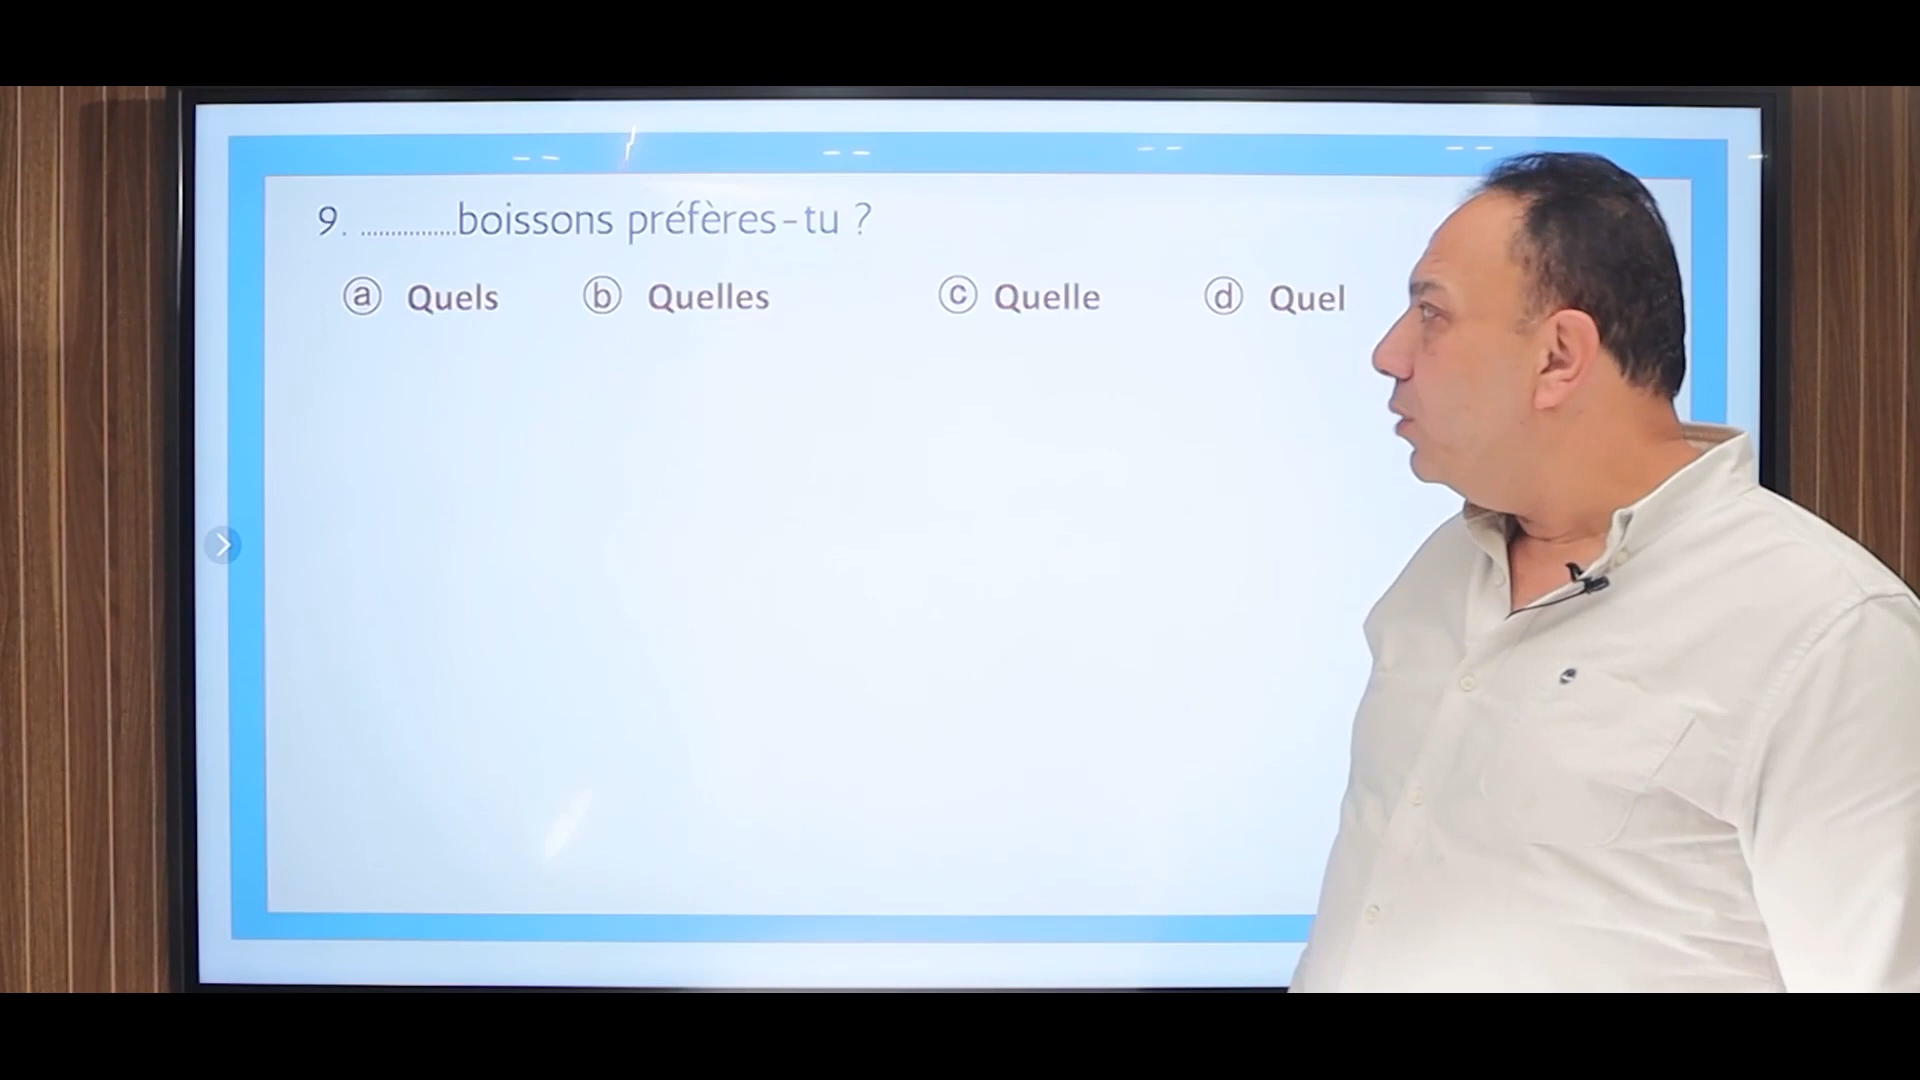 9. ................boissons préfères-tu ?
ⓐ Quels ⓑ Quelles ⓒ Quelle ⓓ Quel